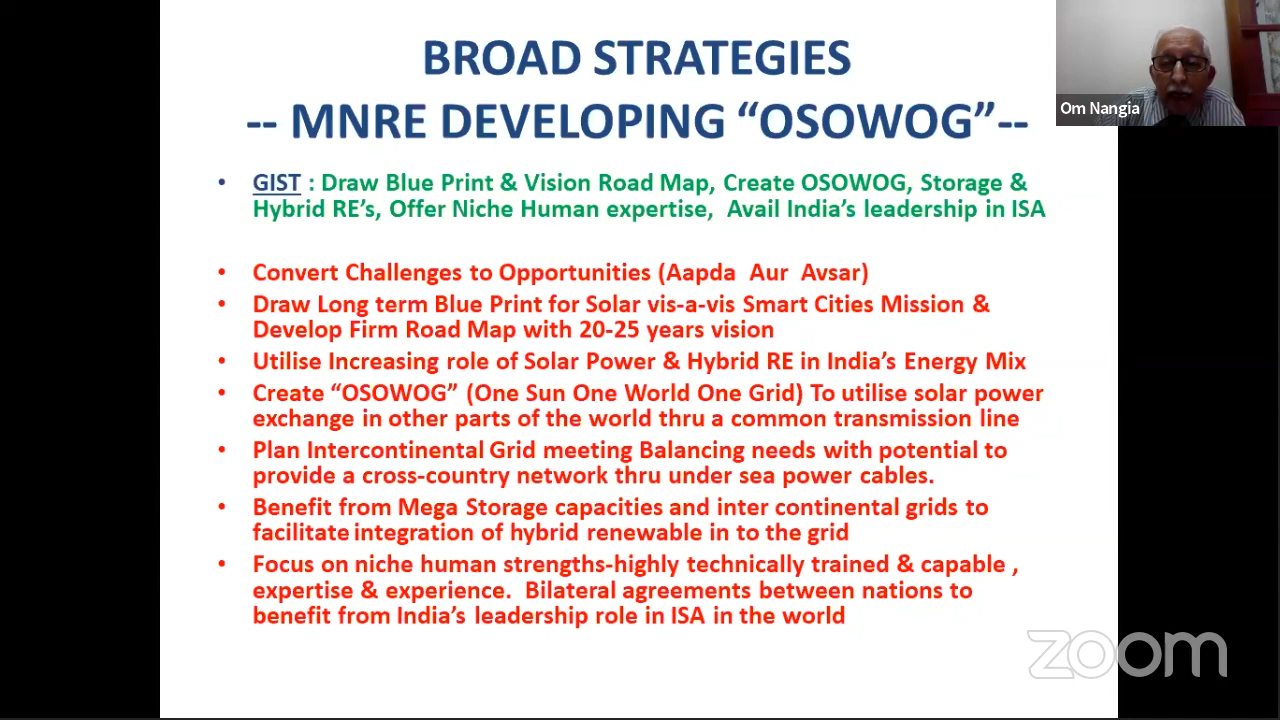 BROAD STRATEGIES
-- MNRE DEVELOPING “OSOWOG”--
Om Nangia
• GIST : Draw Blue Print & Vision Road Map, Create OSOWOG, Storage &
Hybrid RE’s, Offer Niche Human expertise, Avail India’s leadership in ISA
• Convert Challenges to Opportunities (Aapda Aur Avsar)
• Draw Long term Blue Print for Solar vis-a-vis Smart Cities Mission &
Develop Firm Road Map with 20-25 years vision
• Utilise Increasing role of Solar Power & Hybrid RE in India’s Energy Mix
• Create “OSOWOG” (One Sun One World One Grid) To utilise solar power
exchange in other parts of the world thru a common transmission line
• Plan Intercontinental Grid meeting Balancing needs with potential to
provide a cross-country network thru under sea power cables.
• Benefit from Mega Storage capacities and inter continental grids to
facilitate integration of hybrid renewable in to the grid
• Focus on niche human strengths-highly technically trained & capable ,
expertise & experience. Bilateral agreements between nations to
benefit from India’s leadership role in ISA in the world
zoom